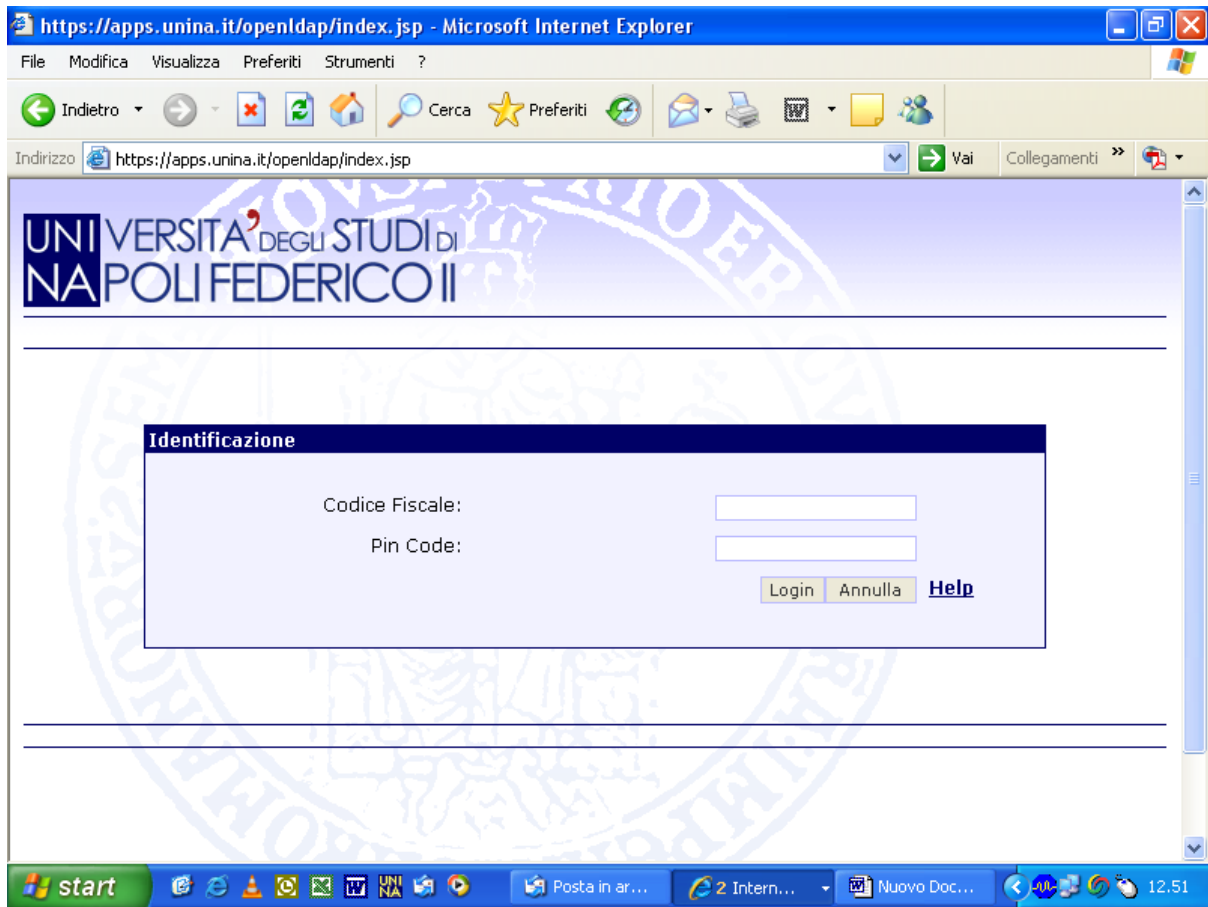 https://apps.unina.it/openldap/index.jsp - Microsoft Internet Explorer
File Modifica Visualizza Preferiti Strumenti ?
Indietro Cerca Preferiti
Indirizzo https://apps.unina.it/openldap/index.jsp Vai Collegamenti »
UNIVERSITA' DEGLI STUDI DI
NAPOLI FEDERICO II
Identificazione
Codice Fiscale:
Pin Code:
Login Annulla Help
start UNI NA Posta in ar... 2 Intern... Nuovo Doc... 12.51